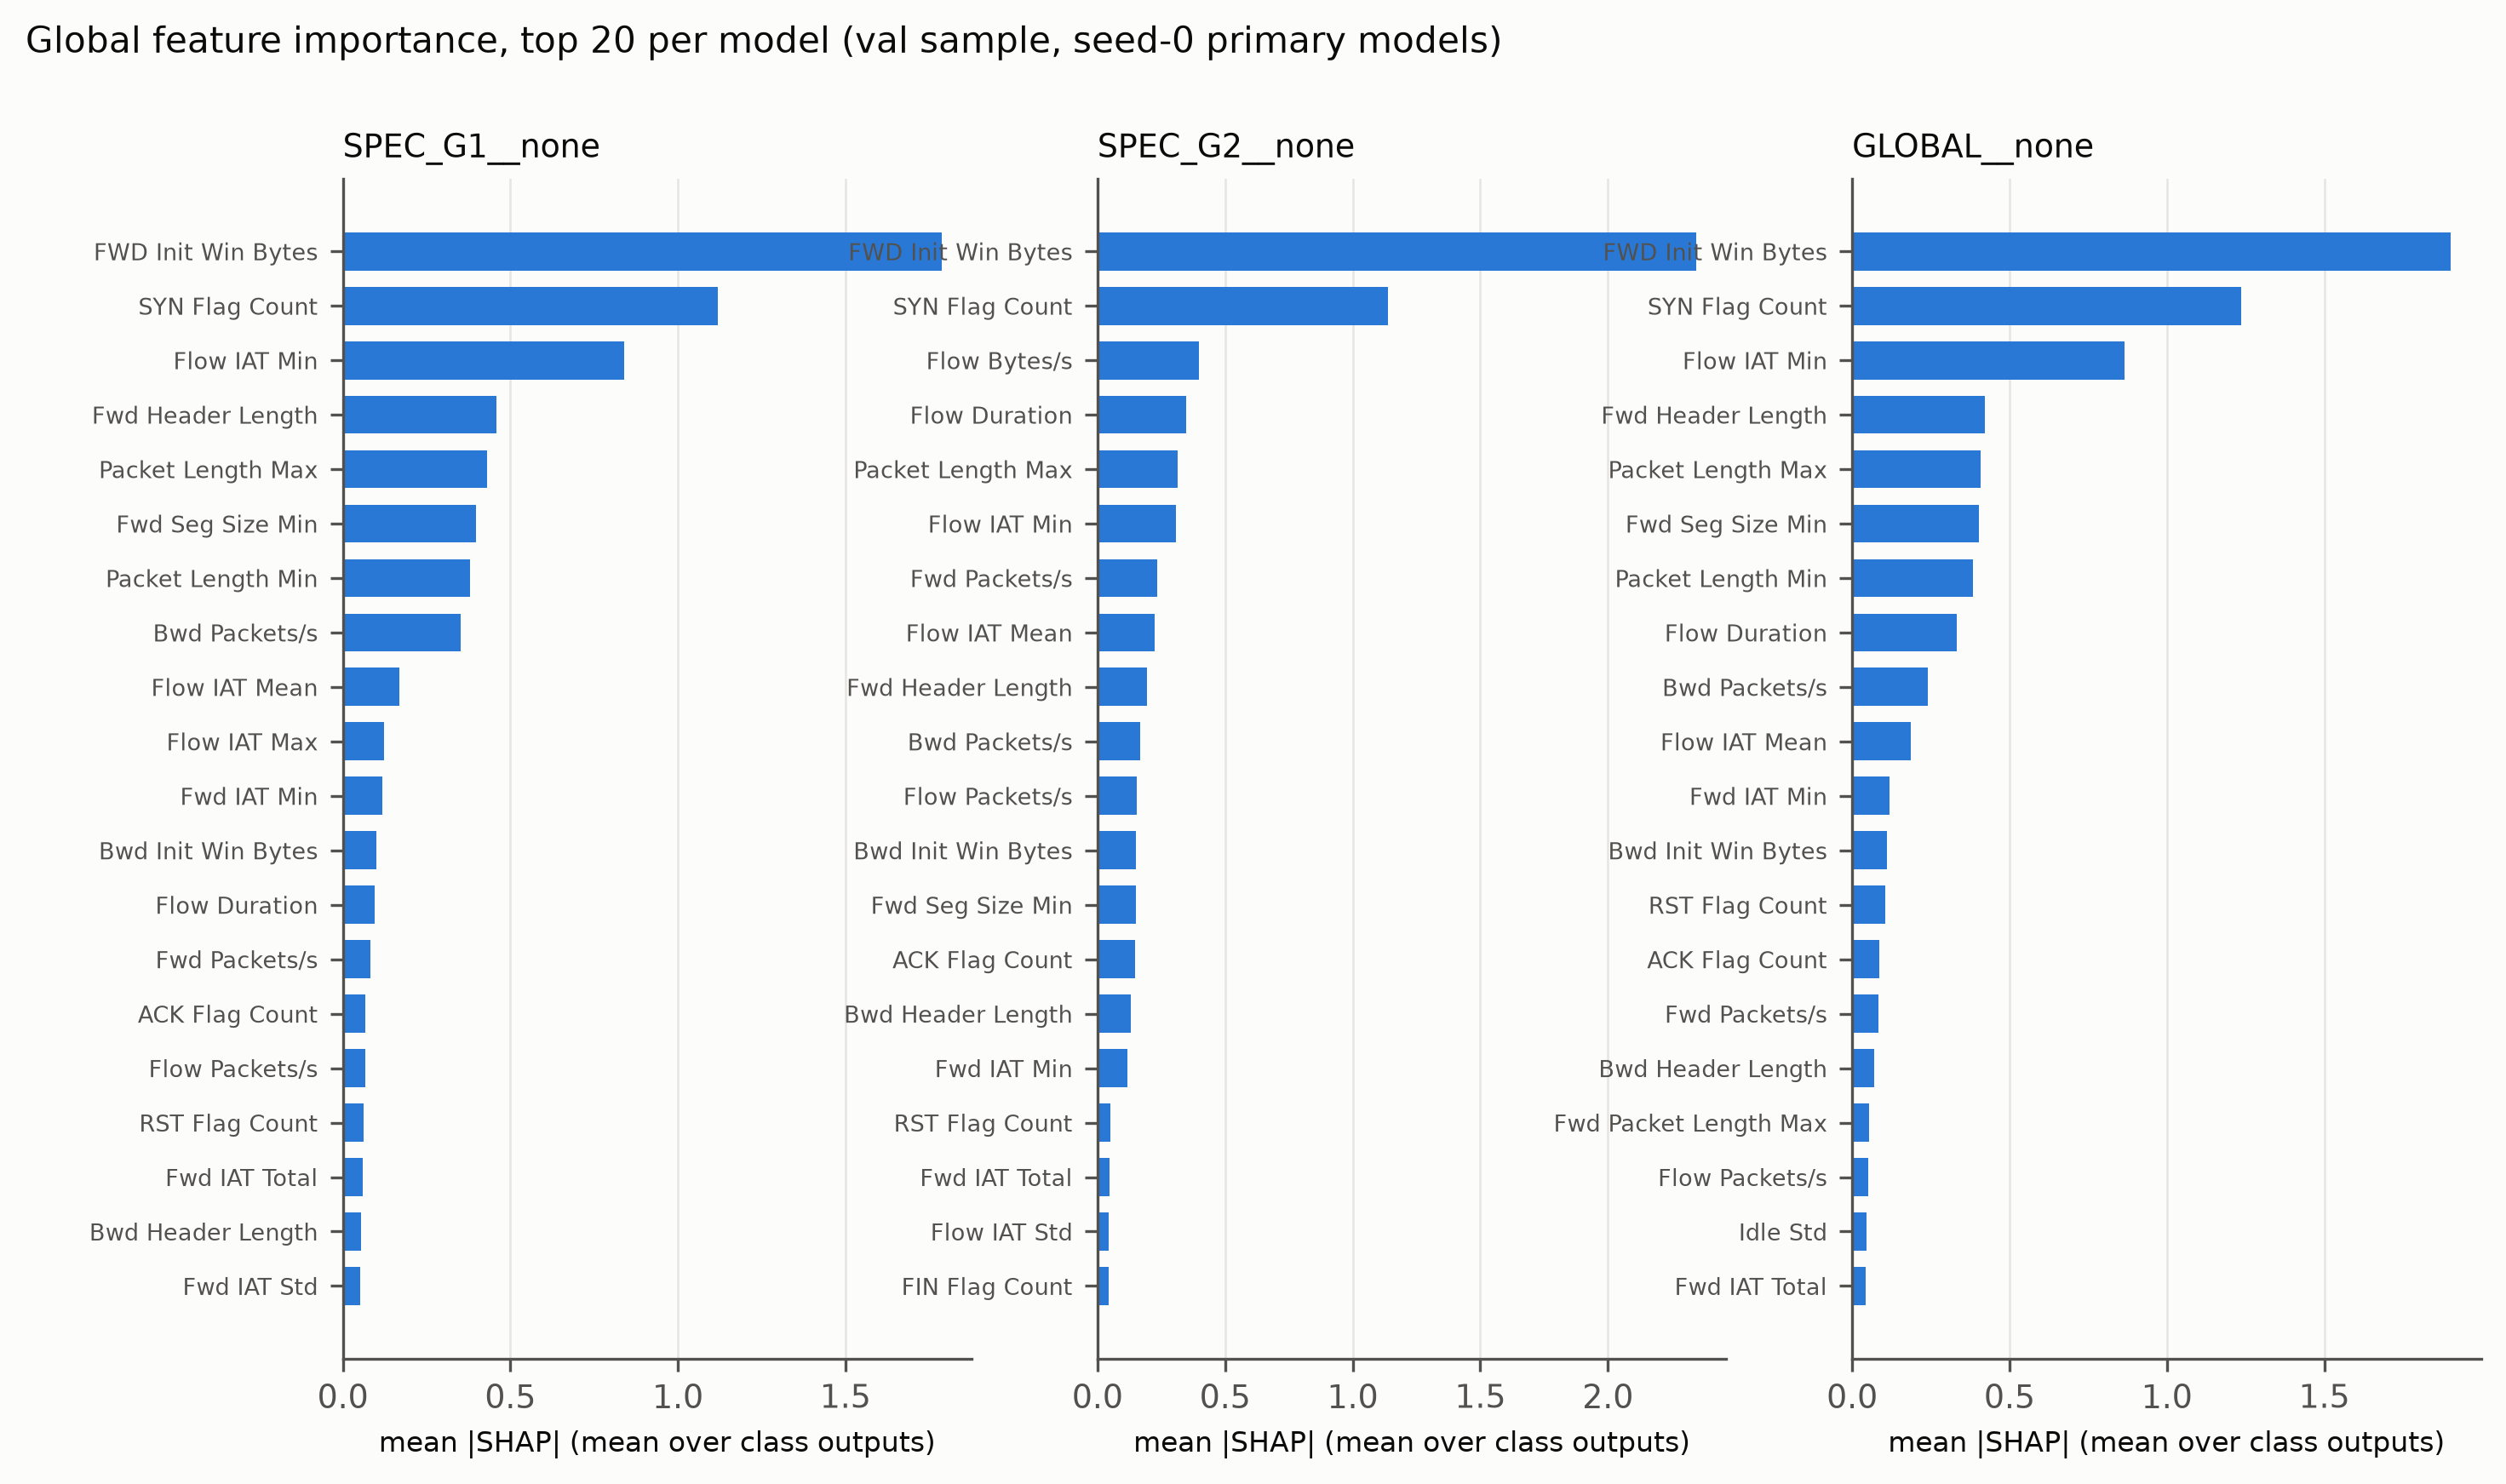 Global feature importance, top 20 per model (val sample, seed-0 primary models)
SPEC_G1__none
FWD Init Win Bytes
SYN Flag Count
Flow IAT Min
Fwd Header Length
Packet Length Max
Fwd Seg Size Min
Packet Length Min
Bwd Packets/s
Flow IAT Mean
Flow IAT Max
Fwd IAT Min
Bwd Init Win Bytes
Flow Duration
Fwd Packets/s
ACK Flag Count
Flow Packets/s
RST Flag Count
Fwd IAT Total
Bwd Header Length
Fwd IAT Std
0.0 0.5 1.0 1.5
mean |SHAP| (mean over class outputs)
SPEC_G2__none
FWD Init Win Bytes
SYN Flag Count
Flow Bytes/s
Flow Duration
Packet Length Max
Flow IAT Min
Fwd Packets/s
Flow IAT Mean
Fwd Header Length
Bwd Packets/s
Flow Packets/s
Bwd Init Win Bytes
Fwd Seg Size Min
ACK Flag Count
Bwd Header Length
Fwd IAT Min
RST Flag Count
Fwd IAT Total
Flow IAT Std
FIN Flag Count
0.0 0.5 1.0 1.5 2.0
mean |SHAP| (mean over class outputs)
GLOBAL__none
FWD Init Win Bytes
SYN Flag Count
Flow IAT Min
Fwd Header Length
Packet Length Max
Fwd Seg Size Min
Packet Length Min
Flow Duration
Bwd Packets/s
Flow IAT Mean
Fwd IAT Min
Bwd Init Win Bytes
RST Flag Count
ACK Flag Count
Fwd Packets/s
Bwd Header Length
Fwd Packet Length Max
Flow Packets/s
Idle Std
Fwd IAT Total
0.0 0.5 1.0 1.5
mean |SHAP| (mean over class outputs)